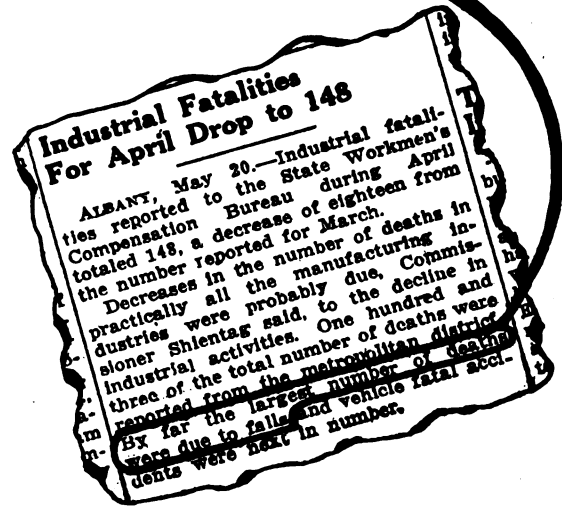 Industrial Fatalities
For April Drop to 148
ALBANY, May 20.—Industrial fatali-
ties reported to the State Workmen's
Compensation Bureau during April
totaled 148, a decrease of eighteen from
the number reported for March.
Decreases in the number of deaths in
practically all the manufacturing in-
dustries were probably due, Commis-
sioner Shientag said, to the decline in
industrial activities. One hundred and
three of the total number of deaths were
reported from the metropolitan district.
By far the largest number of deaths
were due to falls and vehicle fatal acci-
dents were next in number.